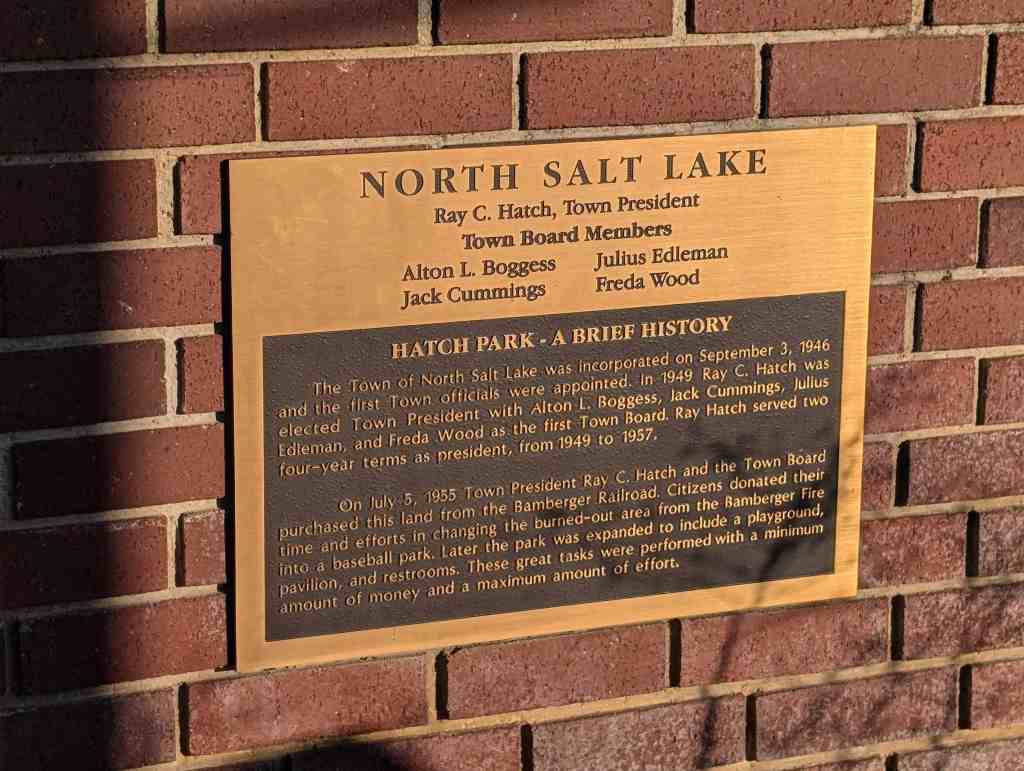 NORTH SALT LAKE
Ray C. Hatch, Town President
Town Board Members
Alton L. Boggess Julius Edleman
Jack Cummings Freda Wood
HATCH PARK - A BRIEF HISTORY
The Town of North Salt Lake was incorporated on September 3, 1946
and the first Town officials were appointed. In 1949 Ray C. Hatch was
elected Town President with Alton L. Boggess, Jack Cummings, Julius
Edleman, and Freda Wood as the first Town Board. Ray Hatch served two
four-year terms as president, from 1949 to 1957.
On July 5, 1955 Town President Ray C. Hatch and the Town Board
purchased this land from the Bamberger Railroad. Citizens donated their
time and efforts in changing the burned-out area from the Bamberger Fire
into a baseball park. Later the park was expanded to include a playground,
pavilion, and restrooms. These great tasks were performed with a minimum
amount of money and a maximum amount of effort.